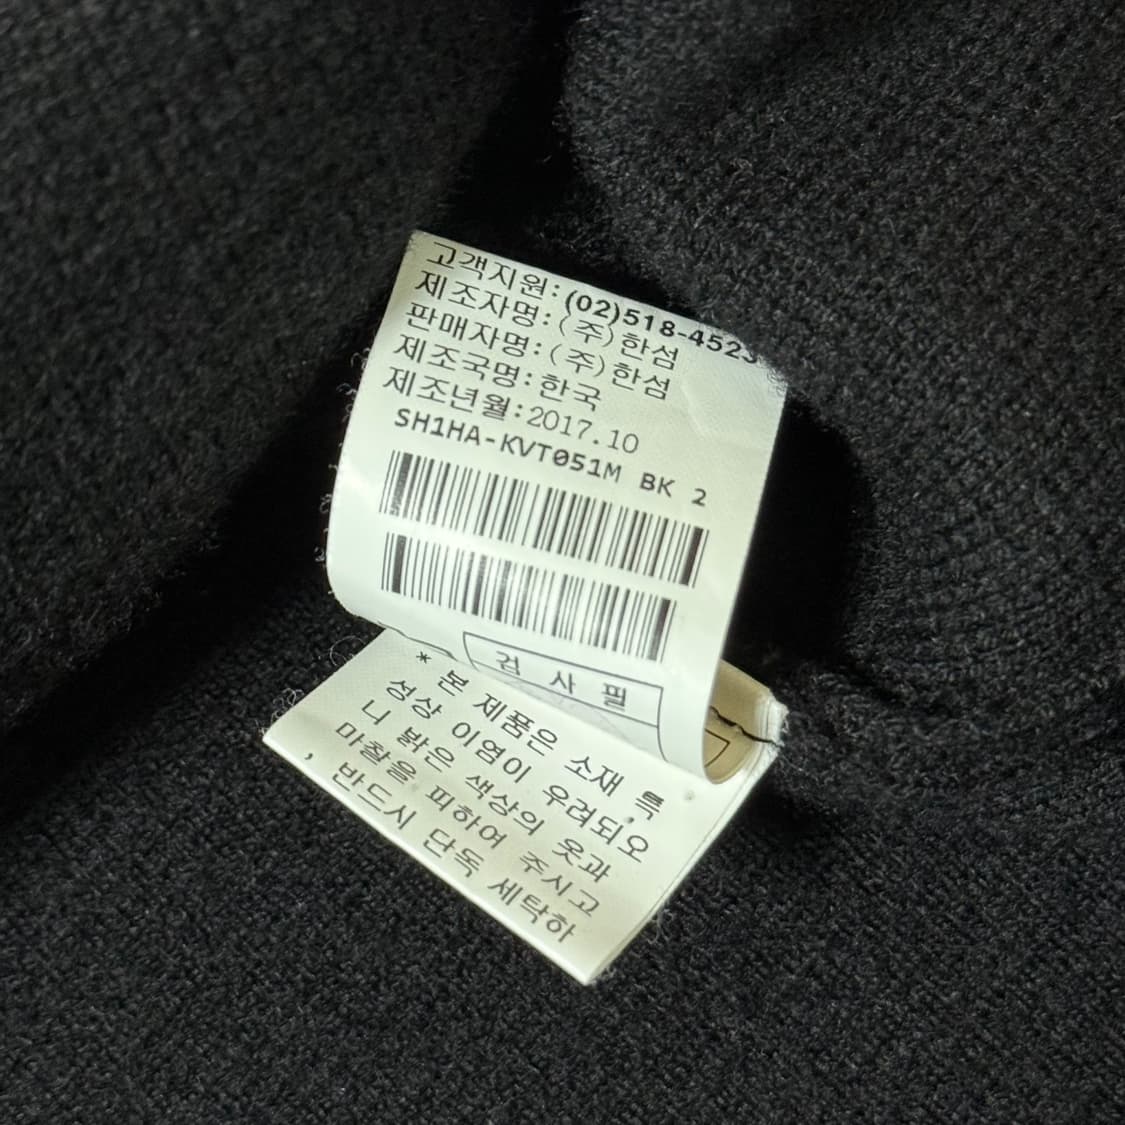 고객지원:(02)518-4523
제조자명:(주)한섬
판매자명:(주)한섬
제조국명:한국
제조년월:2017.10
SH1HA-KVT051M BK 2
검사필
* 본 제품은 소재 특
성상 이염이 우려되오
니 밝은 색상의 옷과
마찰을 피하여 주시고
, 반드시 단독 세탁하